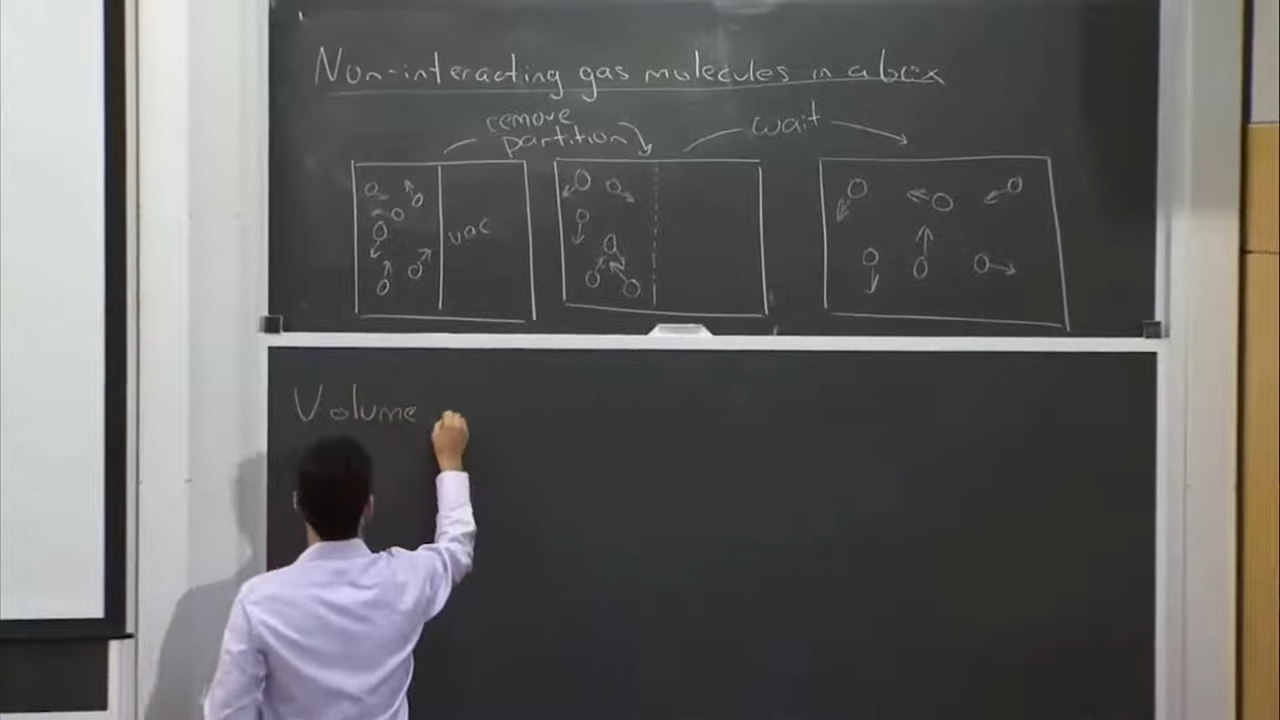 Non-interacting gas molecules in a box
remove
partition
wait
vac
Volume